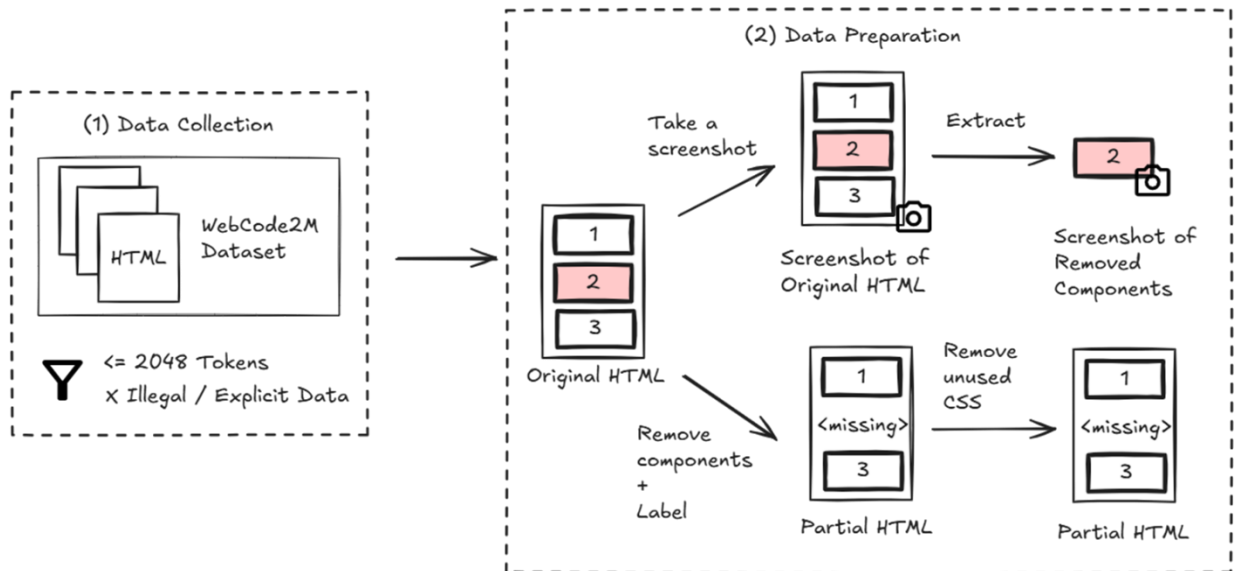 (1) Data Collection
HTML
WebCode2M
Dataset
<= 2048 Tokens
x Illegal / Explicit Data
(2) Data Preparation
1
2
3
Original HTML
Take a
screenshot
1
2
3
Screenshot of
Original HTML
Extract
2
Screenshot of
Removed
Components
Remove
components
+
Label
1
<missing>
3
Partial HTML
Remove
unused
CSS
1
<missing>
3
Partial HTML